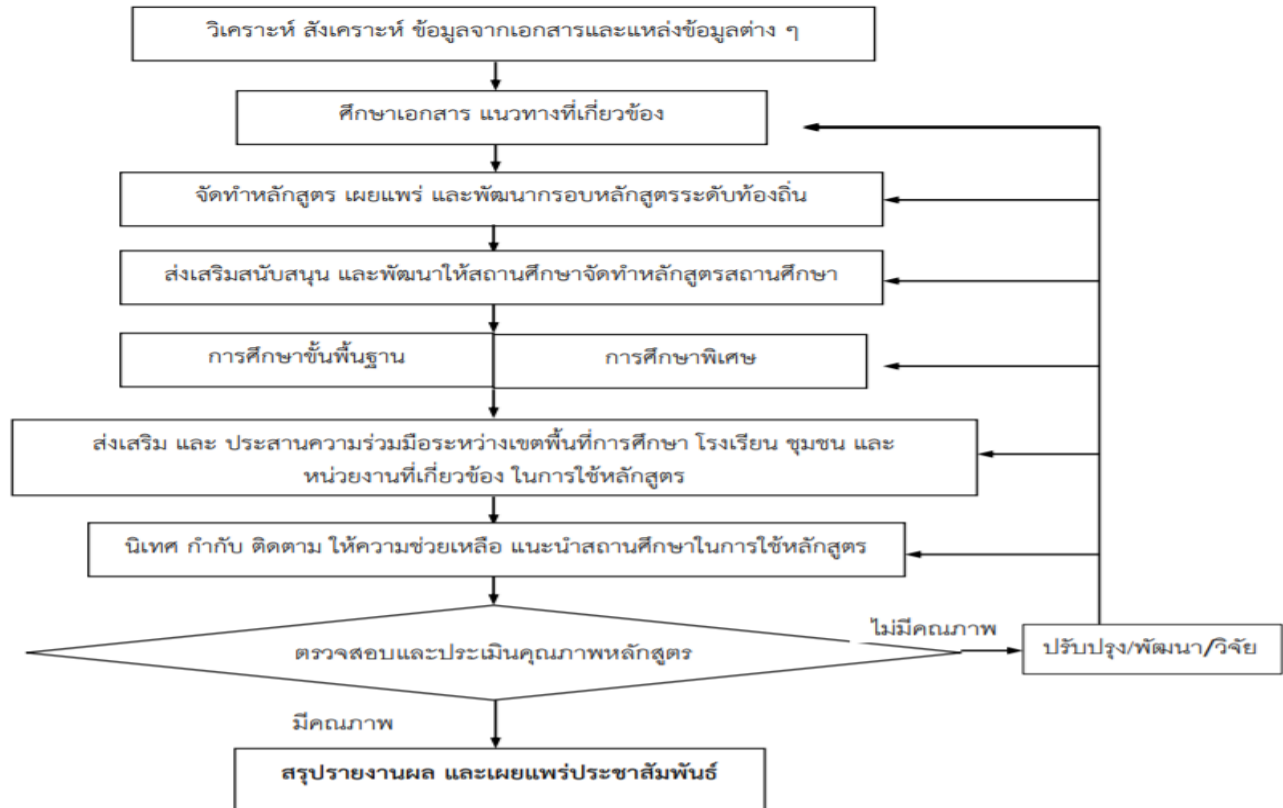 วิเคราะห์ สังเคราะห์ ข้อมูลจากเอกสารและแหล่งข้อมูลต่าง ๆ
ศึกษาเอกสาร แนวทางที่เกี่ยวข้อง
จัดทำหลักสูตร เผยแพร่ และพัฒนากรอบหลักสูตรระดับท้องถิ่น
ส่งเสริมสนับสนุน และพัฒนาให้สถานศึกษาจัดทำหลักสูตรสถานศึกษา
การศึกษาขั้นพื้นฐาน
การศึกษาพิเศษ
ส่งเสริม และ ประสานความร่วมมือระหว่างเขตพื้นที่การศึกษา โรงเรียน ชุมชน และ
หน่วยงานที่เกี่ยวข้อง ในการใช้หลักสูตร
นิเทศ กำกับ ติดตาม ให้ความช่วยเหลือ แนะนำสถานศึกษาในการใช้หลักสูตร
ตรวจสอบและประเมินคุณภาพหลักสูตร
ไม่มีคุณภาพ
ปรับปรุง/พัฒนา/วิจัย
มีคุณภาพ
สรุปรายงานผล และเผยแพร่ประชาสัมพันธ์